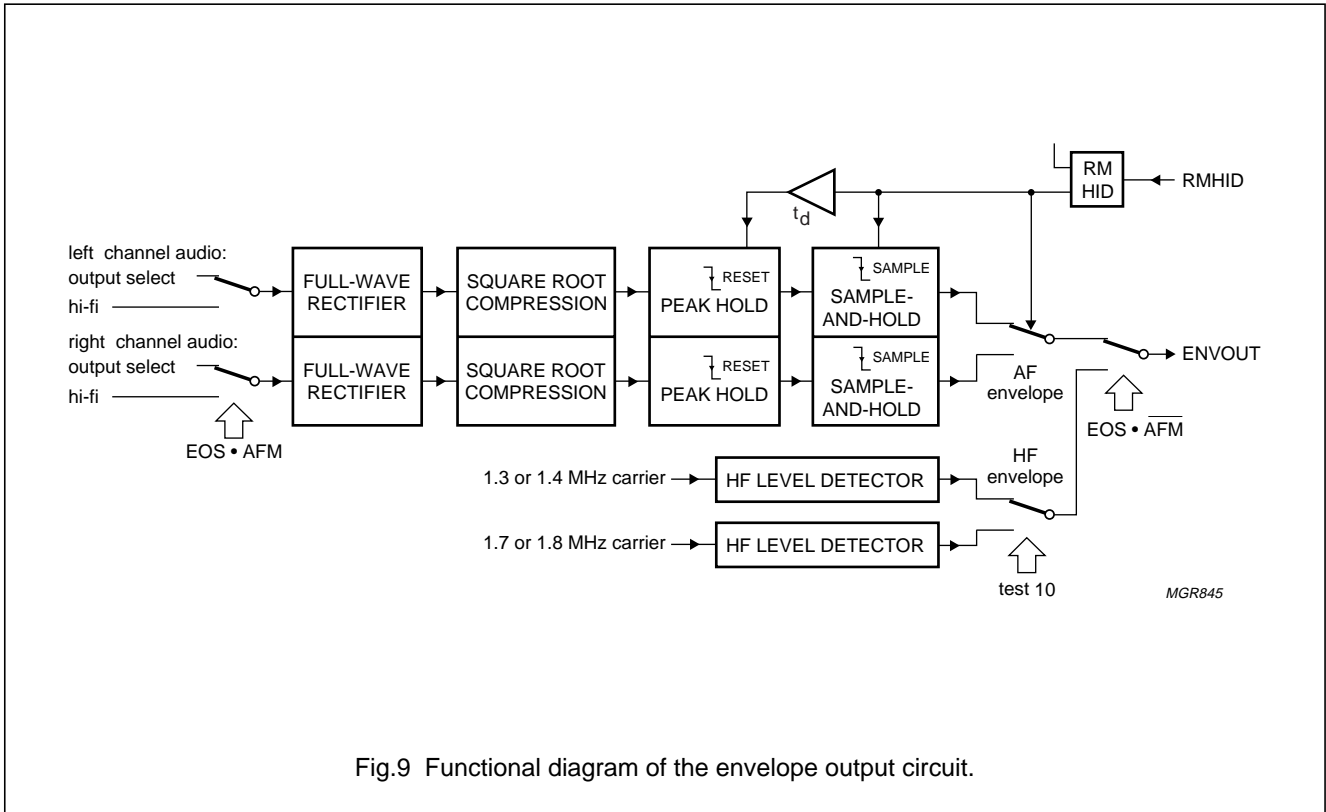 RM
HID
RMHID
td
left channel audio:
output select
hi-fi
right channel audio:
output select
hi-fi
EOS • AFM
FULL-WAVE
RECTIFIER
SQUARE ROOT
COMPRESSION
RESET
PEAK HOLD
SAMPLE
SAMPLE-
AND-HOLD
FULL-WAVE
RECTIFIER
SQUARE ROOT
COMPRESSION
RESET
PEAK HOLD
SAMPLE
SAMPLE-
AND-HOLD
AF
envelope
ENVOUT
EOS • A̅F̅M̅
HF
envelope
1.3 or 1.4 MHz carrier
HF LEVEL DETECTOR
1.7 or 1.8 MHz carrier
HF LEVEL DETECTOR
test 10
MGR845
Fig.9 Functional diagram of the envelope output circuit.